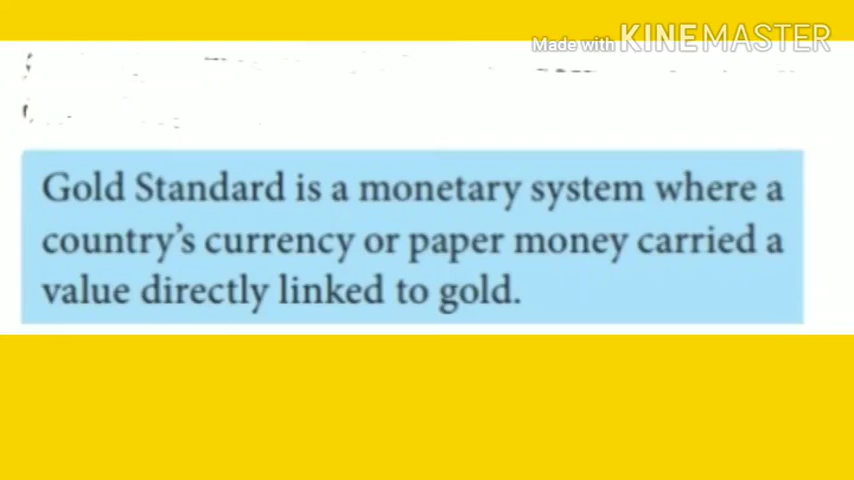 Made with KINEMASTER
Gold Standard is a monetary system where a
country's currency or paper money carried a
value directly linked to gold.